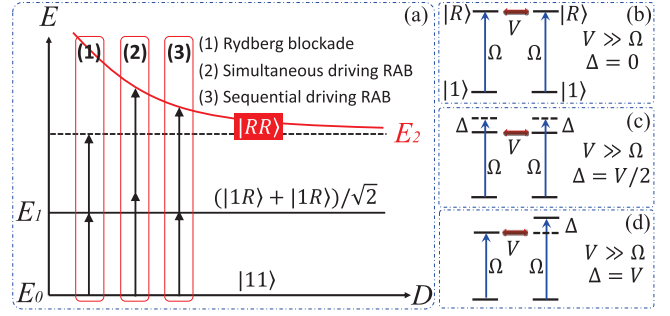 E
(a)
(1) (2) (3)
(1) Rydberg blockade
(2) Simultaneous driving RAB
(3) Sequential driving RAB
|RR⟩
E₂
(|1R⟩ + |1R⟩)/√2
E₁
|11⟩
E₀
D
(b)
|R⟩ V |R⟩
Ω Ω
V ≫ Ω
Δ = 0
|1⟩ |1⟩
(c)
Δ V Δ
Ω Ω
V ≫ Ω
Δ = V/2
(d)
V Δ
Ω Ω
V ≫ Ω
Δ = V